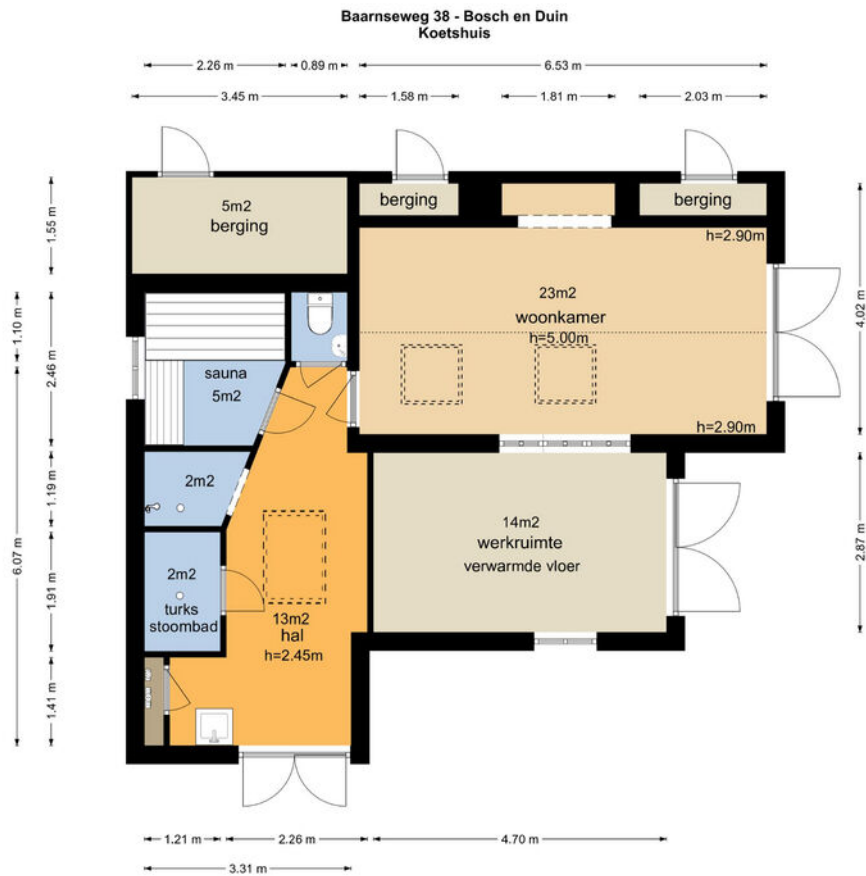 Baarnseweg 38 - Bosch en Duin
Koetshuis
2.26 m
0.89 m
6.53 m
3.45 m
1.58 m
1.81 m
2.03 m
5m2
berging
berging
berging
h=2.90m
1.55 m
4.02 m
23m2
woonkamer
h=5.00m
h=2.90m
1.10 m
2.46 m
sauna
5m2
6.07 m
1.19 m
2m2
14m2
werkruimte
verwarmde vloer
2.87 m
1.91 m
2m2
turks
stoombad
13m2
hal
h=2.45m
1.41 m
1.21 m
2.26 m
4.70 m
3.31 m